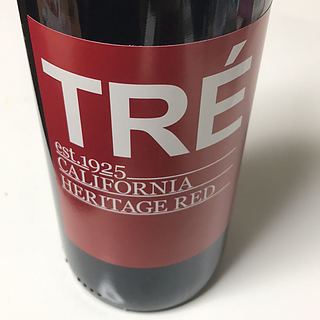 TRÉ
est.1925
CALIFORNIA
HERITAGE RED